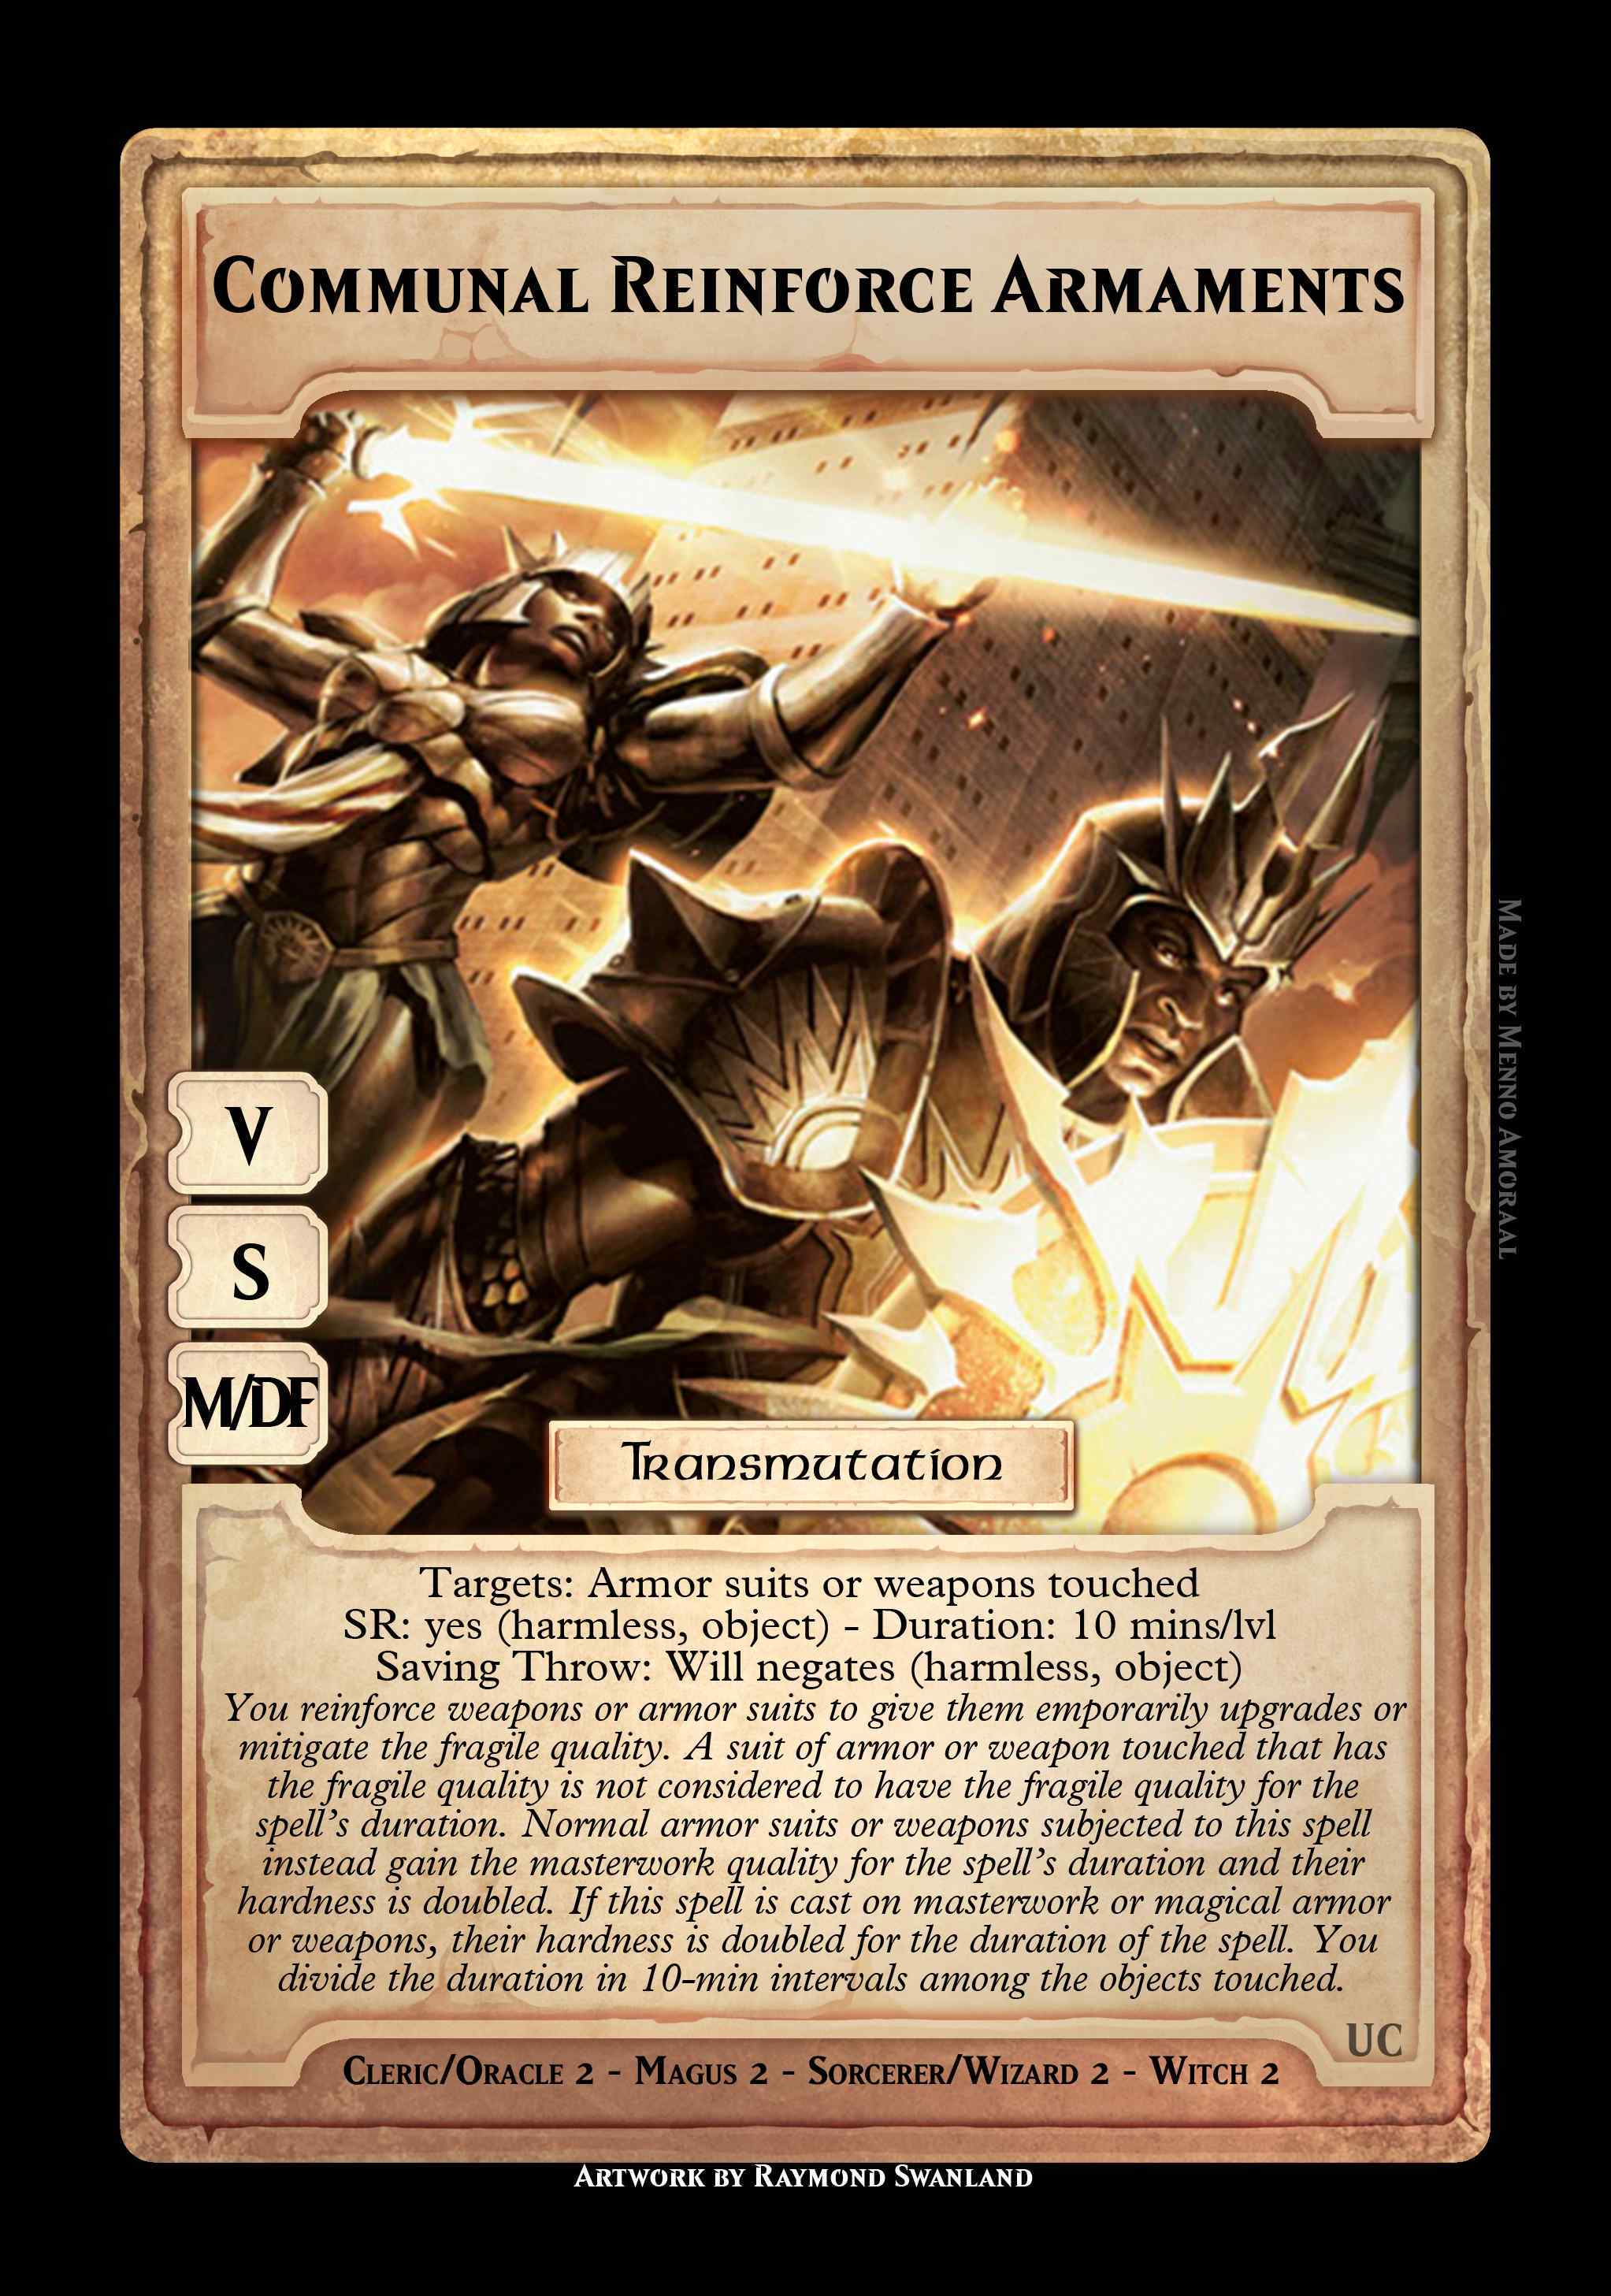 Communal Reinforce Armaments
V
S
M/DF
Transmutation
Targets: Armor suits or weapons touched
SR: yes (harmless, object) - Duration: 10 mins/lvl
Saving Throw: Will negates (harmless, object)
You reinforce weapons or armor suits to give them emporarily upgrades or
mitigate the fragile quality. A suit of armor or weapon touched that has
the fragile quality is not considered to have the fragile quality for the
spell's duration. Normal armor suits or weapons subjected to this spell
instead gain the masterwork quality for the spell's duration and their
hardness is doubled. If this spell is cast on masterwork or magical armor
or weapons, their hardness is doubled for the duration of the spell. You
divide the duration in 10-min intervals among the objects touched.
UC
Cleric/Oracle 2 - Magus 2 - Sorcerer/Wizard 2 - Witch 2
Artwork by Raymond Swanland
Made by Menno Amoraal